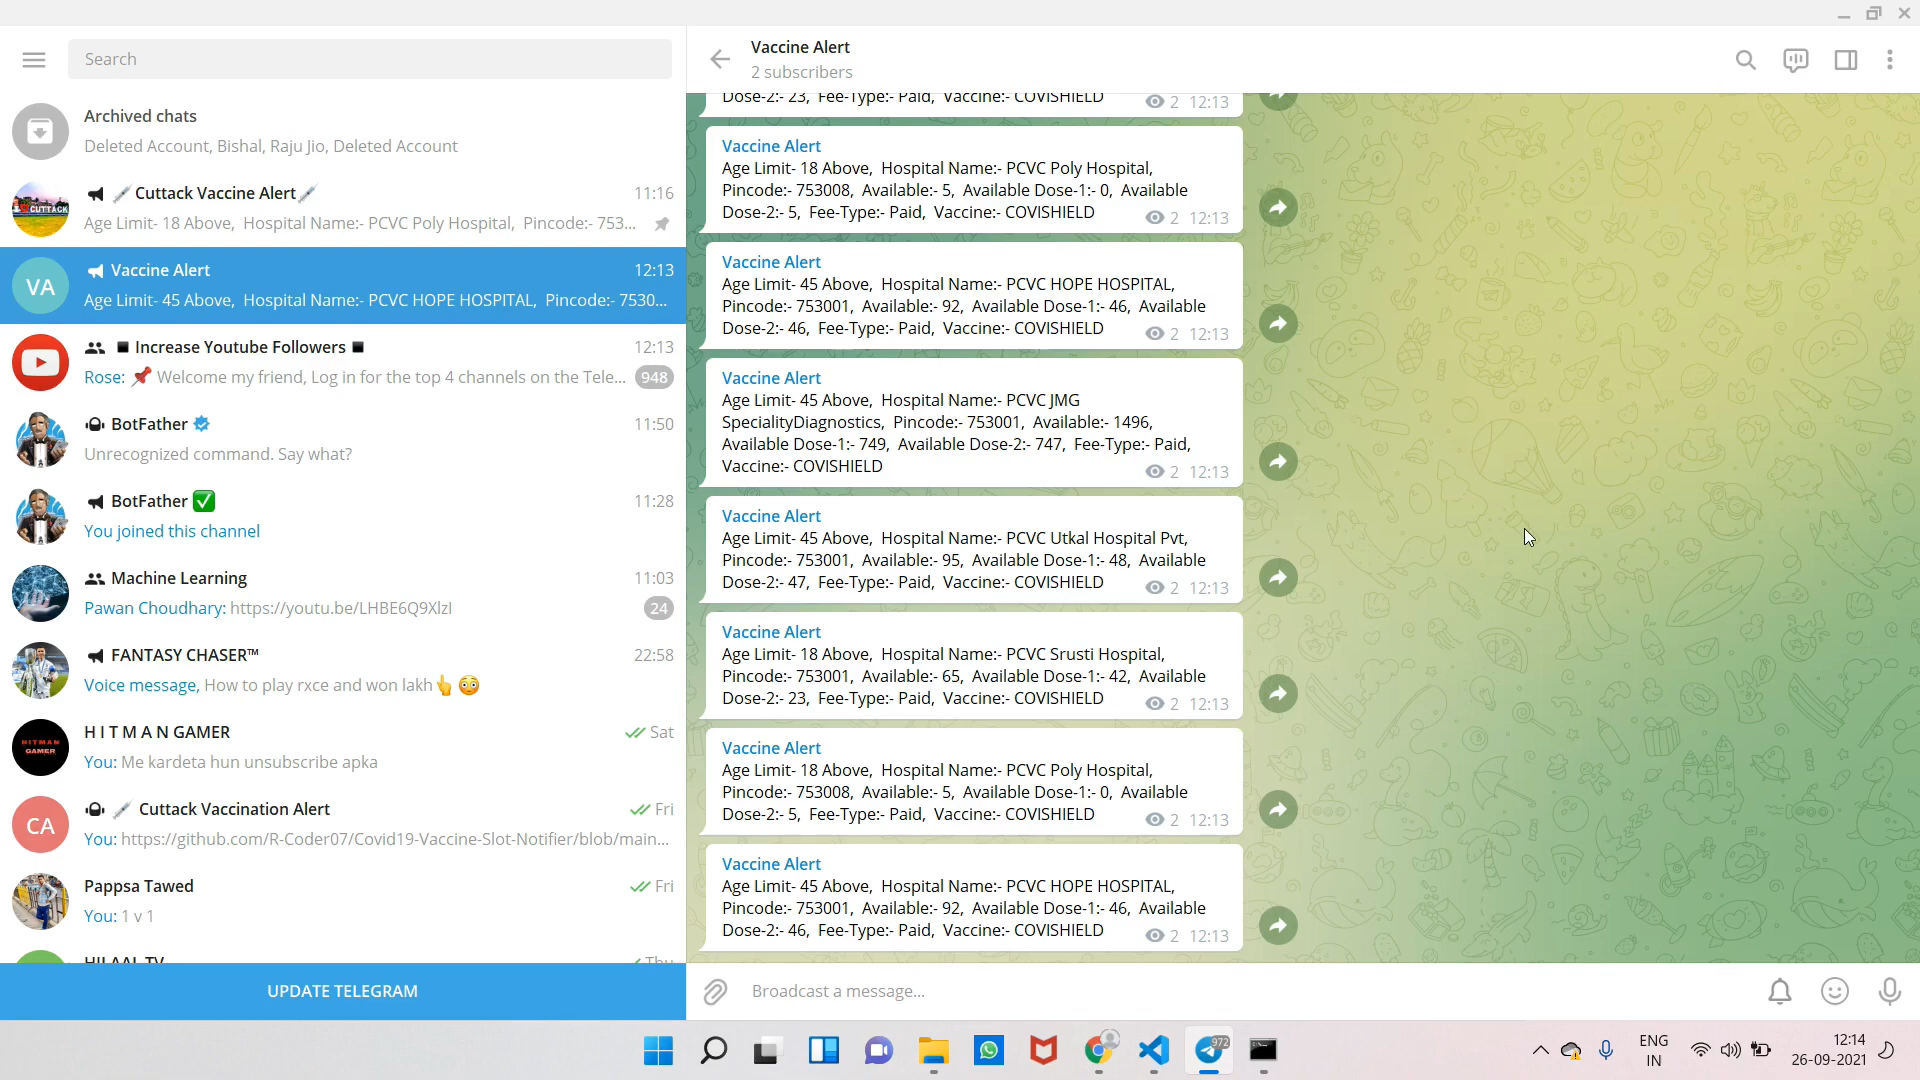 Search
Archived chats
Deleted Account, Bishal, Raju Jio, Deleted Account
Cuttack Vaccine Alert
11:16
Age Limit- 18 Above, Hospital Name:- PCVC Poly Hospital, Pincode:- 753...
CUTTACK
VA
Vaccine Alert
12:13
Age Limit- 45 Above, Hospital Name:- PCVC HOPE HOSPITAL, Pincode:- 7530...
Increase Youtube Followers
12:13
Rose: 📌 Welcome my friend, Log in for the top 4 channels on the Tele...
948
BotFather
11:50
Unrecognized command. Say what?
BotFather ✅
11:28
You joined this channel
Machine Learning
11:03
Pawan Choudhary: https://youtu.be/LHBE6Q9XlzI
24
FANTASY CHASER™
22:58
Voice message, How to play rxce and won lakh👆😳
HITMAN
GAMER
H I T M A N GAMER
Sat
You: Me kardeta hun unsubscribe apka
CA
Cuttack Vaccination Alert
Fri
You: https://github.com/R-Coder07/Covid19-Vaccine-Slot-Notifier/blob/main...
Pappsa Tawed
Fri
You: 1 v 1
HILAAL TV
Thu
UPDATE TELEGRAM
Vaccine Alert
2 subscribers
Dose-2:- 23, Fee-Type:- Paid, Vaccine:- COVISHIELD 2 12:13
Vaccine Alert
Age Limit- 18 Above, Hospital Name:- PCVC Poly Hospital,
Pincode:- 753008, Available:- 5, Available Dose-1:- 0, Available
Dose-2:- 5, Fee-Type:- Paid, Vaccine:- COVISHIELD 2 12:13
Vaccine Alert
Age Limit- 45 Above, Hospital Name:- PCVC HOPE HOSPITAL,
Pincode:- 753001, Available:- 92, Available Dose-1:- 46, Available
Dose-2:- 46, Fee-Type:- Paid, Vaccine:- COVISHIELD 2 12:13
Vaccine Alert
Age Limit- 45 Above, Hospital Name:- PCVC JMG
SpecialityDiagnostics, Pincode:- 753001, Available:- 1496,
Available Dose-1:- 749, Available Dose-2:- 747, Fee-Type:- Paid,
Vaccine:- COVISHIELD 2 12:13
Vaccine Alert
Age Limit- 45 Above, Hospital Name:- PCVC Utkal Hospital Pvt,
Pincode:- 753001, Available:- 95, Available Dose-1:- 48, Available
Dose-2:- 47, Fee-Type:- Paid, Vaccine:- COVISHIELD 2 12:13
Vaccine Alert
Age Limit- 18 Above, Hospital Name:- PCVC Srusti Hospital,
Pincode:- 753001, Available:- 65, Available Dose-1:- 42, Available
Dose-2:- 23, Fee-Type:- Paid, Vaccine:- COVISHIELD 2 12:13
Vaccine Alert
Age Limit- 18 Above, Hospital Name:- PCVC Poly Hospital,
Pincode:- 753008, Available:- 5, Available Dose-1:- 0, Available
Dose-2:- 5, Fee-Type:- Paid, Vaccine:- COVISHIELD 2 12:13
Vaccine Alert
Age Limit- 45 Above, Hospital Name:- PCVC HOPE HOSPITAL,
Pincode:- 753001, Available:- 92, Available Dose-1:- 46, Available
Dose-2:- 46, Fee-Type:- Paid, Vaccine:- COVISHIELD 2 12:13
Broadcast a message...
972
ENG
IN
12:14
26-09-2021